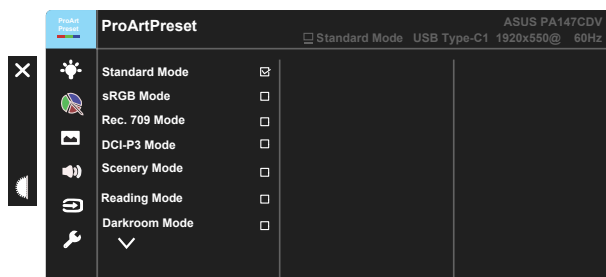 ProArt
Preset
ProArtPreset
ASUS PA147CDV
Standard Mode USB Type-C1 1920x550@ 60Hz
Standard Mode
sRGB Mode
Rec. 709 Mode
DCI-P3 Mode
Scenery Mode
Reading Mode
Darkroom Mode